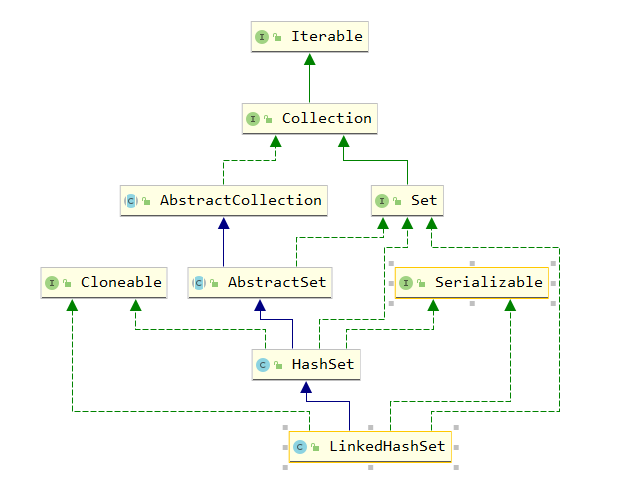 I Iterable
I Collection
C AbstractCollection
I Set
I Cloneable
C AbstractSet
I Serializable
C HashSet
C LinkedHashSet